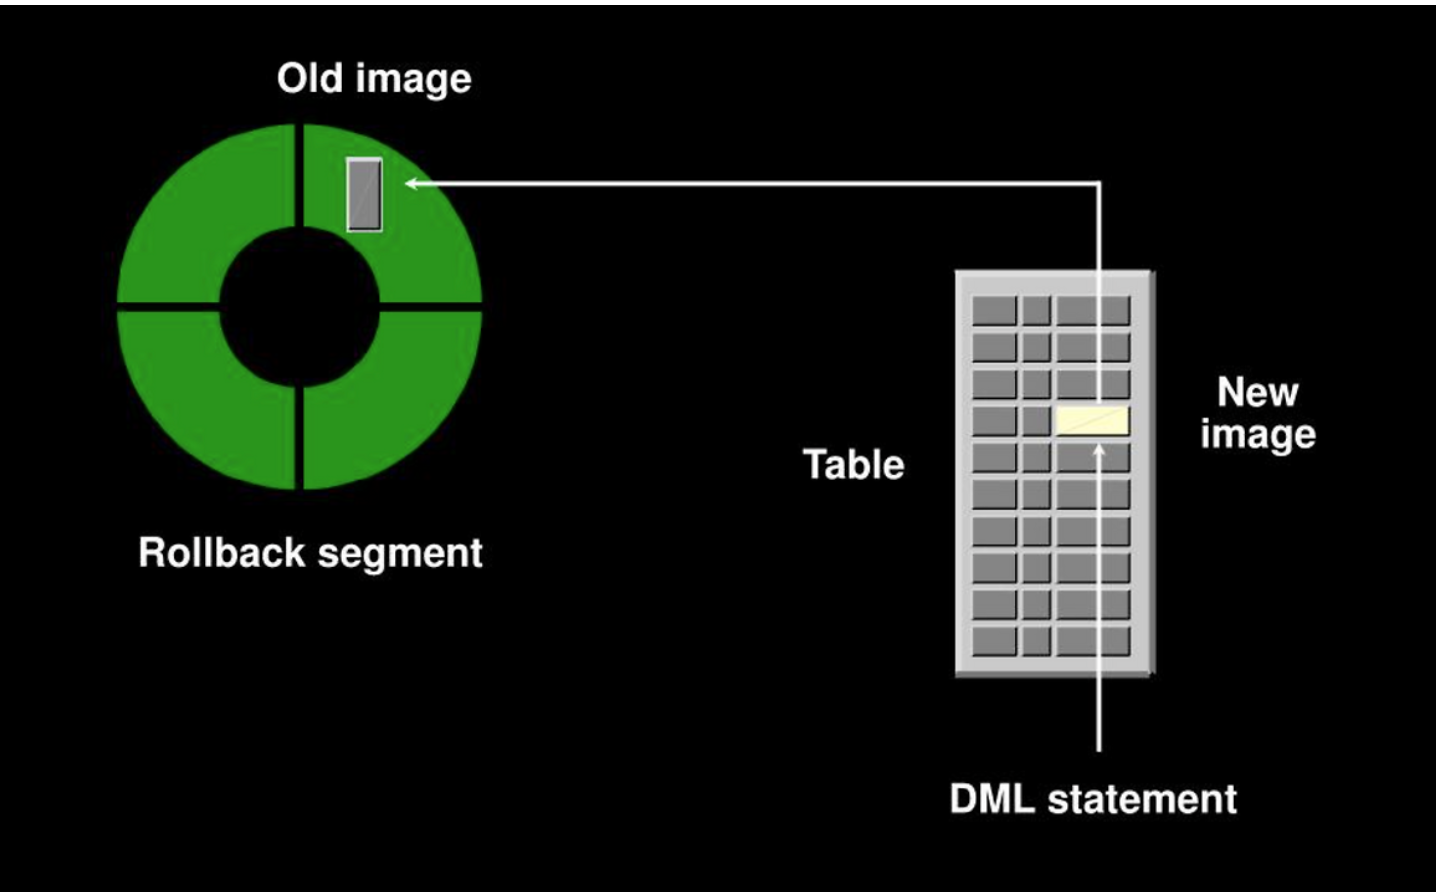 Old image
New
image
Table
Rollback segment
DML statement